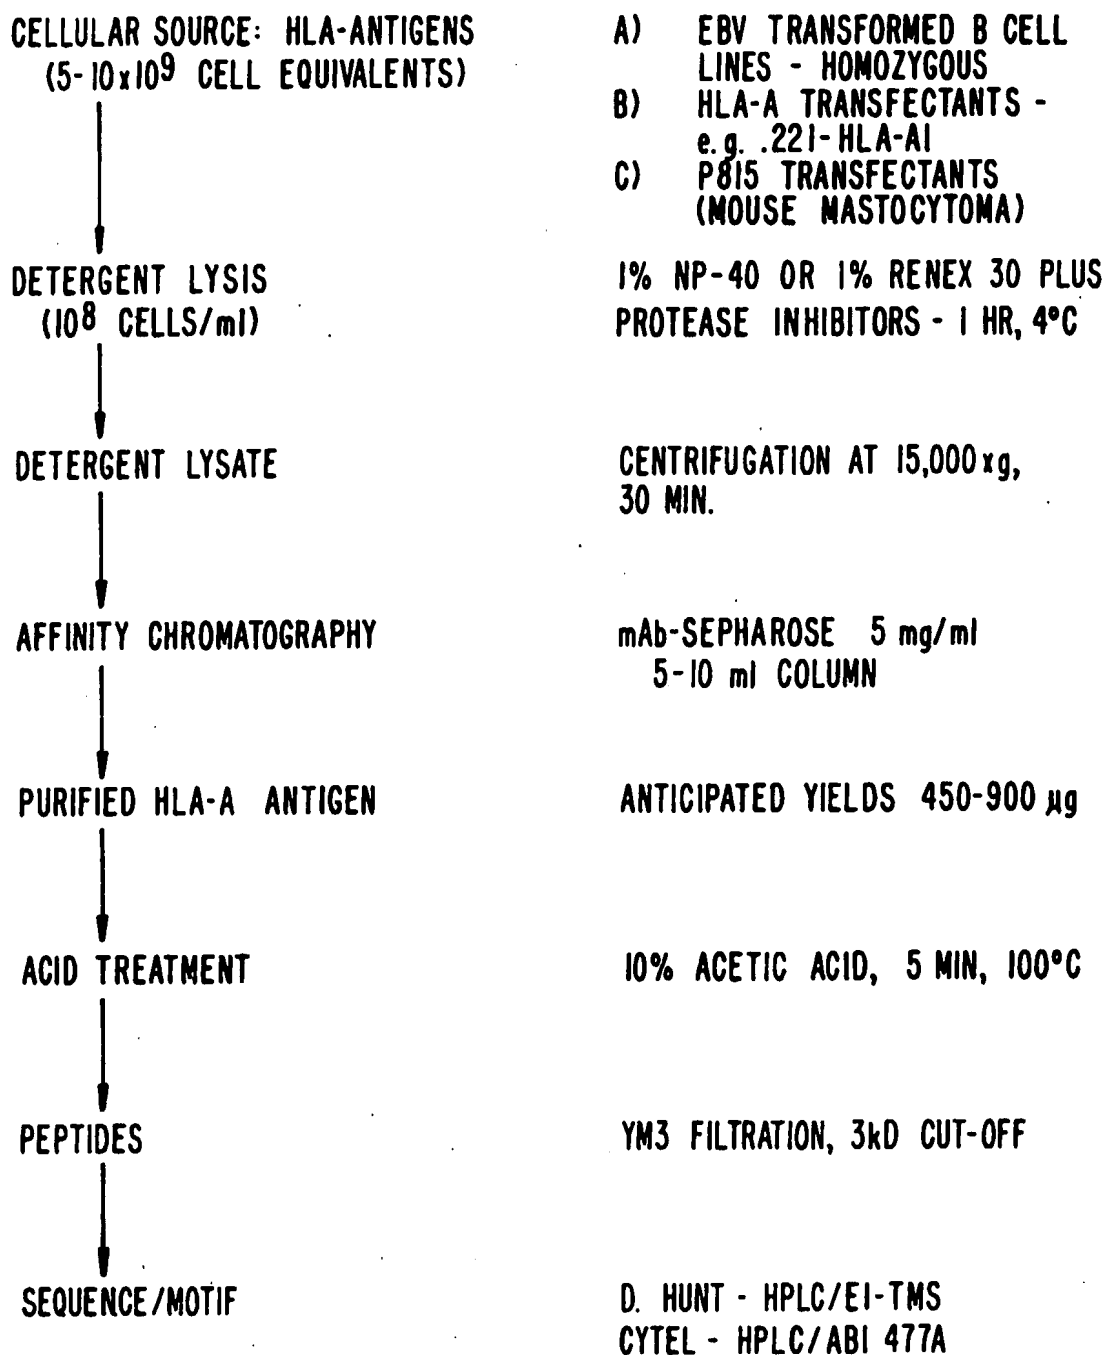 CELLULAR SOURCE: HLA-ANTIGENS
(5-10x10⁹ CELL EQUIVALENTS)
A) EBV TRANSFORMED B CELL
LINES - HOMOZYGOUS
B) HLA-A TRANSFECTANTS -
e.g. .221-HLA-A1
C) P815 TRANSFECTANTS
(MOUSE MASTOCYTOMA)
DETERGENT LYSIS
(10⁸ CELLS/ml)
1% NP-40 OR 1% RENEX 30 PLUS
PROTEASE INHIBITORS - 1 HR, 4°C
DETERGENT LYSATE
CENTRIFUGATION AT 15,000xg,
30 MIN.
AFFINITY CHROMATOGRAPHY
mAb-SEPHAROSE 5 mg/ml
5-10 ml COLUMN
PURIFIED HLA-A ANTIGEN
ANTICIPATED YIELDS 450-900 µg
ACID TREATMENT
10% ACETIC ACID, 5 MIN, 100°C
PEPTIDES
YM3 FILTRATION, 3kD CUT-OFF
SEQUENCE/MOTIF
D. HUNT - HPLC/EI-TMS
CYTEL - HPLC/ABI 477A